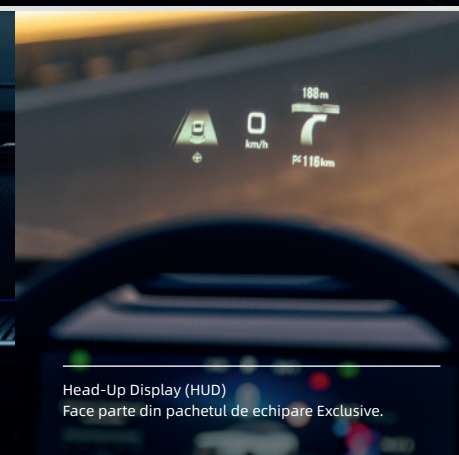 188m
0
km/h
116km
Head-Up Display (HUD)
Face parte din pachetul de echipare Exclusive.